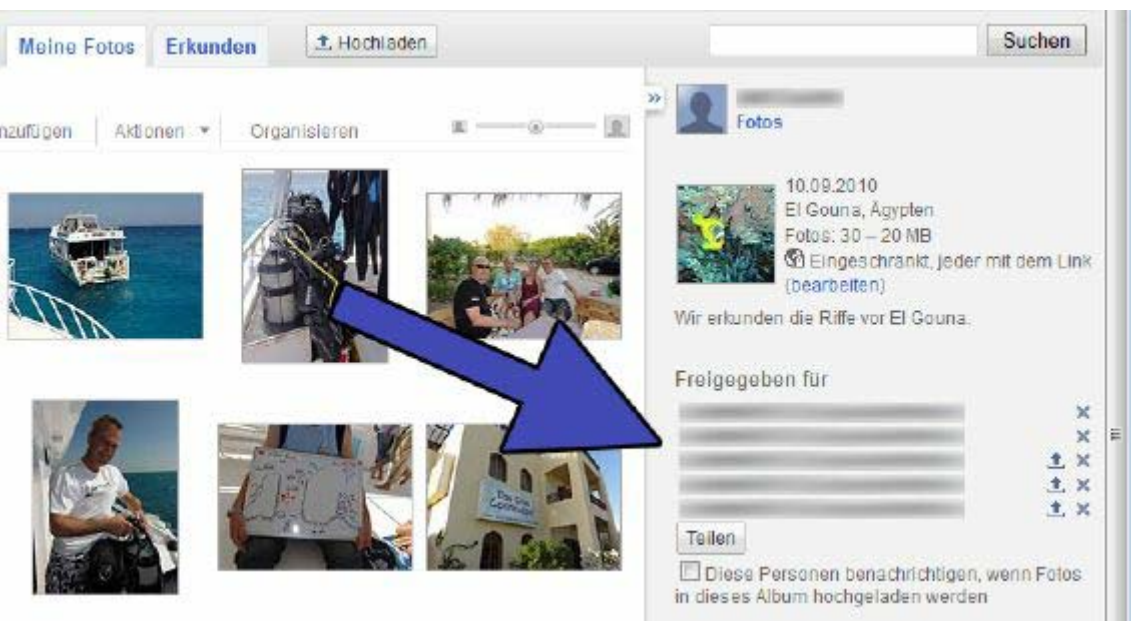 Meine Fotos
Erkunden
Hochladen
Suchen
nzufügen
Aktionen
Organisieren
Fotos
10.09.2010
El Gouna, Ägypten
Fotos: 30 – 20 MB
Eingeschränkt, jeder mit dem Link
(bearbeiten)
Wir erkunden die Riffe vor El Gouna.
Freigegeben für
Teilen
Diese Personen benachrichtigen, wenn Fotos
in dieses Album hochgeladen werden